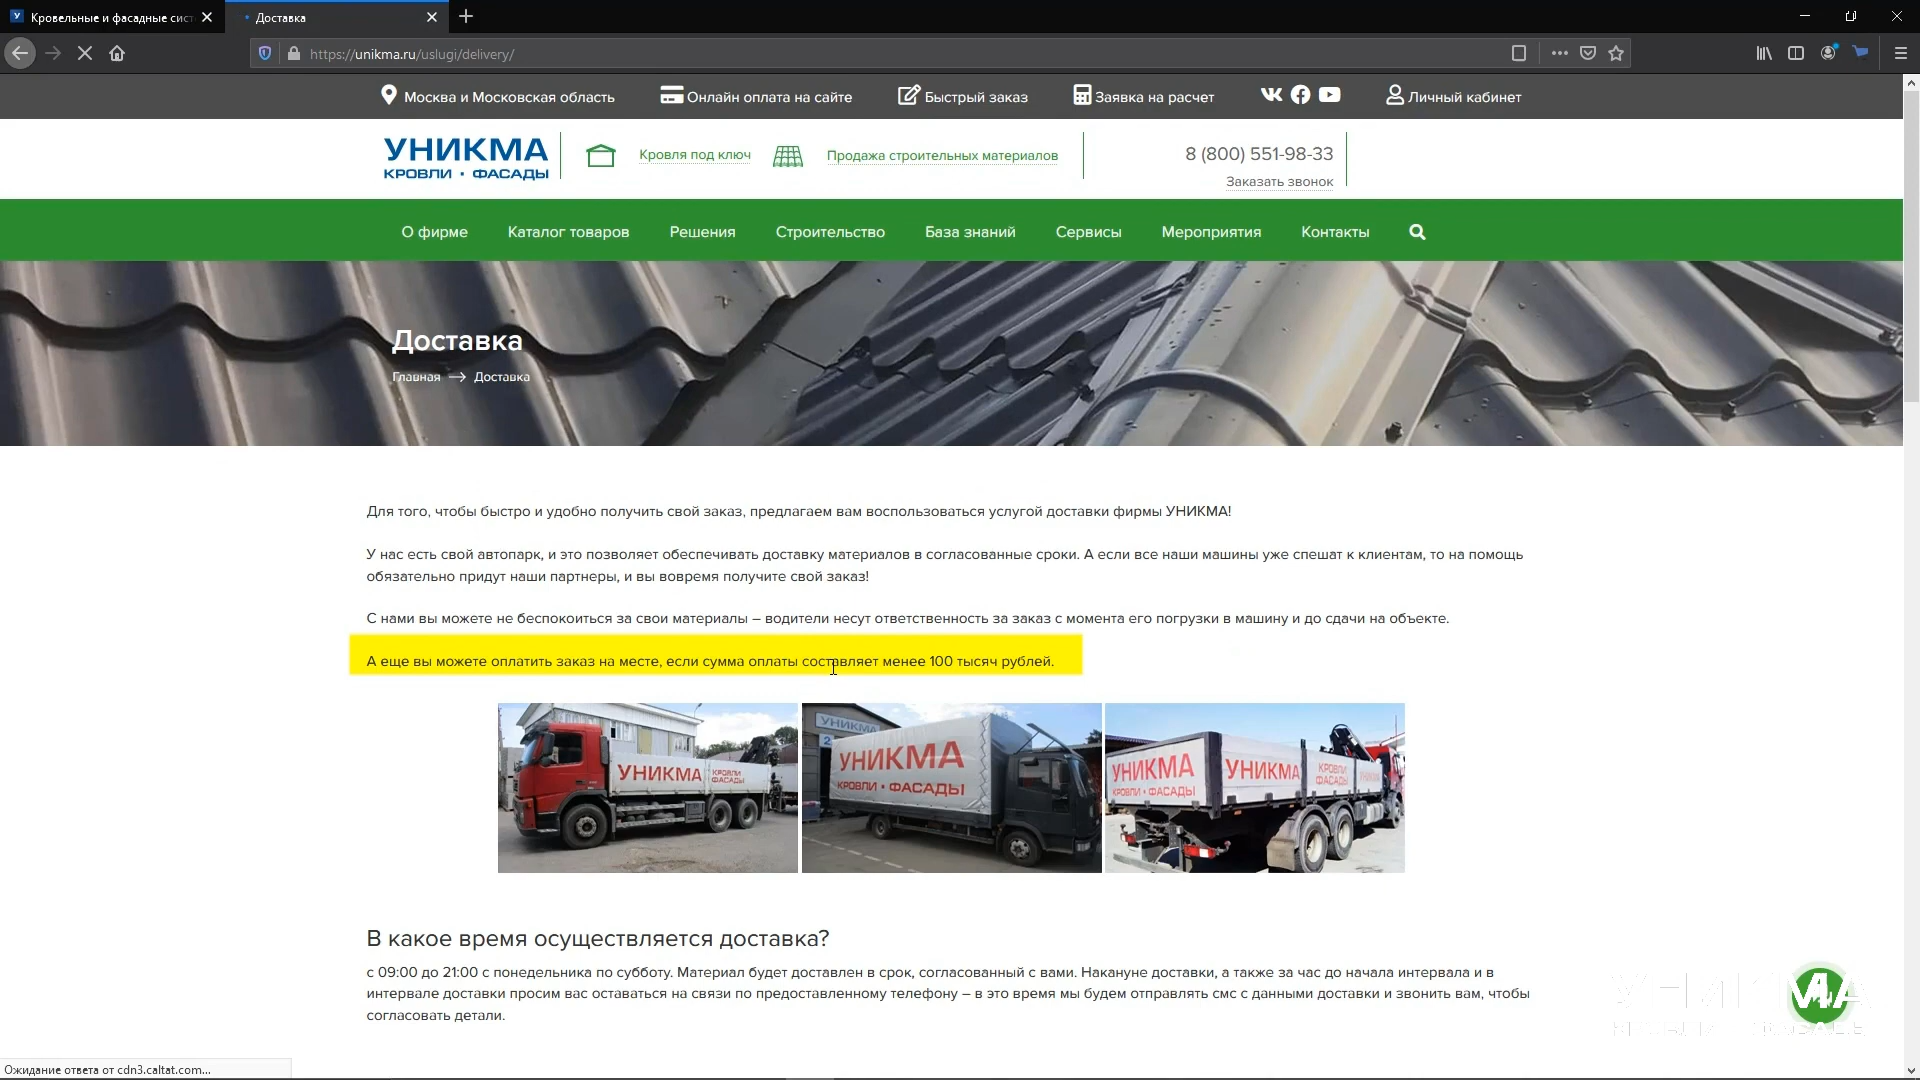 Кровельные и фасадные сист
Доставка
https://unikma.ru/uslugi/delivery/
Москва и Московская область
Онлайн оплата на сайте
Быстрый заказ
Заявка на расчет
Личный кабинет
УНИКМА
КРОВЛИ • ФАСАДЫ
Кровля под ключ
Продажа строительных материалов
8 (800) 551-98-33
Заказать звонок
О фирме
Каталог товаров
Решения
Строительство
База знаний
Сервисы
Мероприятия
Контакты
Доставка
Главная → Доставка
Для того, чтобы быстро и удобно получить свой заказ, предлагаем вам воспользоваться услугой доставки фирмы УНИКМА!
У нас есть свой автопарк, и это позволяет обеспечивать доставку материалов в согласованные сроки. А если все наши машины уже спешат к клиентам, то на помощь
обязательно придут наши партнеры, и вы вовремя получите свой заказ!
С нами вы можете не беспокоиться за свои материалы – водители несут ответственность за заказ с момента его погрузки в машину и до сдачи на объекте.
А еще вы можете оплатить заказ на месте, если сумма оплаты составляет менее 100 тысяч рублей.
УНИКМА КРОВЛИ ФАСАДЫ
УНИКМА
2
УНИКМА
КРОВЛИ • ФАСАДЫ
УНИКМА
КРОВЛИ • ФАСАДЫ
УНИКМА КРОВЛИ ФАСАДЫ
В какое время осуществляется доставка?
с 09:00 до 21:00 с понедельника по субботу. Материал будет доставлен в срок, согласованный с вами. Накануне доставки, а также за час до начала интервала и в
интервале доставки просим вас оставаться на связи по предоставленному телефону – в это время мы будем отправлять смс с данными доставки и звонить вам, чтобы
согласовать детали.
УНИКМА
Ожидание ответа от cdn3.caltat.com...